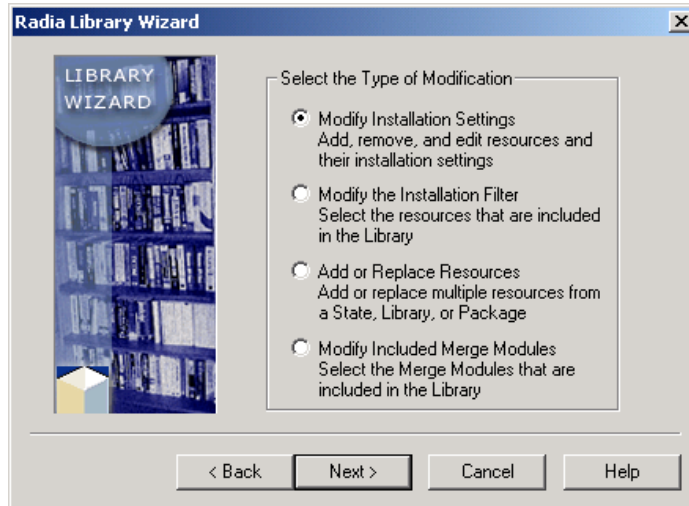 Radia Library Wizard
LIBRARY
WIZARD
Select the Type of Modification
Modify Installation Settings
Add, remove, and edit resources and
their installation settings
Modify the Installation Filter
Select the resources that are included
in the Library
Add or Replace Resources
Add or replace multiple resources from
a State, Library, or Package
Modify Included Merge Modules
Select the Merge Modules that are
included in the Library
< Back
Next >
Cancel
Help